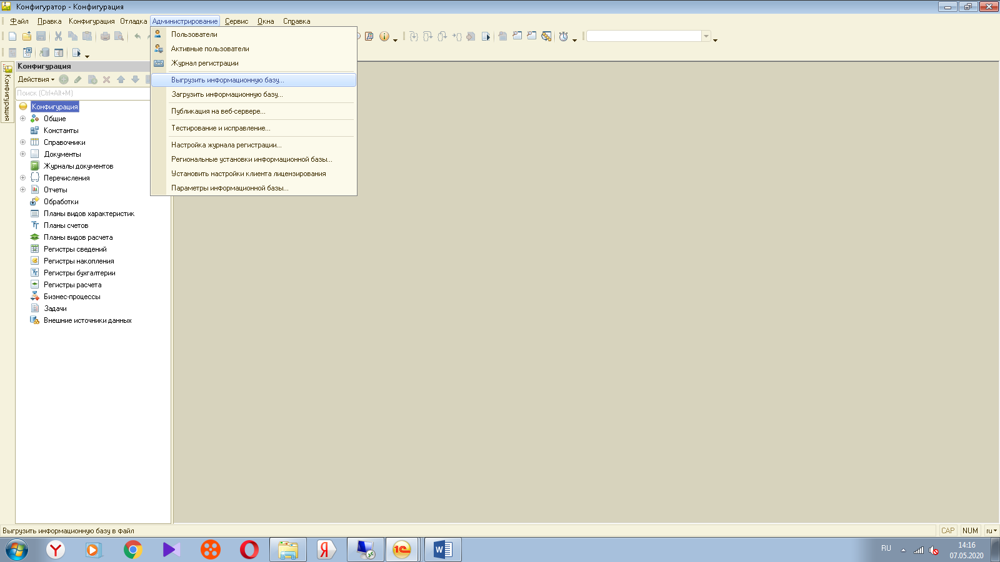 Конфигуратор - Конфигурация
Файл Правка Конфигурация Отладка Администрирование Сервис Окна Справка
Пользователи
Активные пользователи
Журнал регистрации
Выгрузить информационную базу...
Загрузить информационную базу...
Публикация на веб-сервере...
Тестирование и исправление...
Настройка журнала регистрации...
Региональные установки информационной базы...
Установить настройки клиента лицензирования
Параметры информационной базы...
Конфигурация
Конфигурация
Действия
Поиск (Ctrl+Alt+M)
Конфигурация
Общие
Константы
Справочники
Документы
Журналы документов
Перечисления
Отчеты
Обработки
Планы видов характеристик
Планы счетов
Планы видов расчета
Регистры сведений
Регистры накопления
Регистры бухгалтерии
Регистры расчета
Бизнес-процессы
Задачи
Внешние источники данных
Выгрузить информационную базу в файл
CAP NUM ru
RU
14:16
07.05.2020